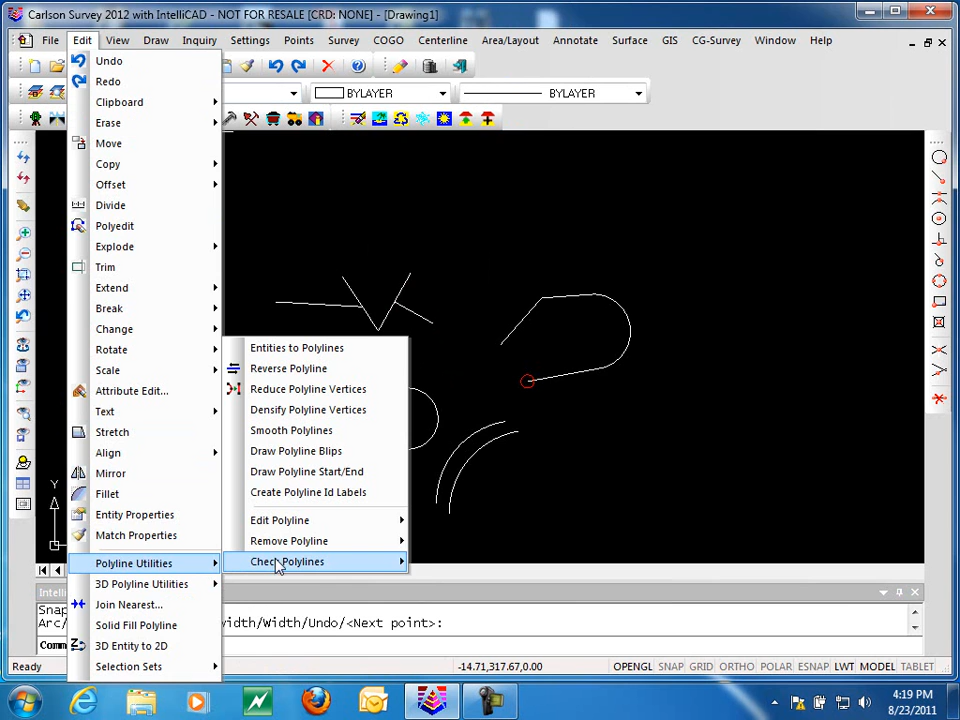 Carlson Survey 2012 with IntelliCAD - NOT FOR RESALE [CRD: NONE] - [Drawing1]
File Edit View Draw Inquiry Settings Points Survey COGO Centerline Area/Layout Annotate Surface GIS CG-Survey Window Help
Undo
Redo
BYLAYER BYLAYER
Clipboard
Erase
Move
Copy
Offset
Divide
Polyedit
Explode
Trim
Extend
Break
Change
Rotate
Scale
Attribute Edit...
Text
Stretch
Align
Mirror
Fillet
Entity Properties
Match Properties
Polyline Utilities
3D Polyline Utilities
Join Nearest...
Solid Fill Polyline
3D Entity to 2D
Selection Sets
Entities to Polylines
Reverse Polyline
Reduce Polyline Vertices
Densify Polyline Vertices
Smooth Polylines
Draw Polyline Blips
Draw Polyline Start/End
Create Polyline Id Labels
Edit Polyline
Remove Polyline
Check Polylines
Y
Snap
Arc/ width/Width/Undo/<Next point>:
Comm
Ready -14.71,317.67,0.00 OPENGL SNAP GRID ORTHO POLAR ESNAP LWT MODEL TABLET
4:19 PM
8/23/2011